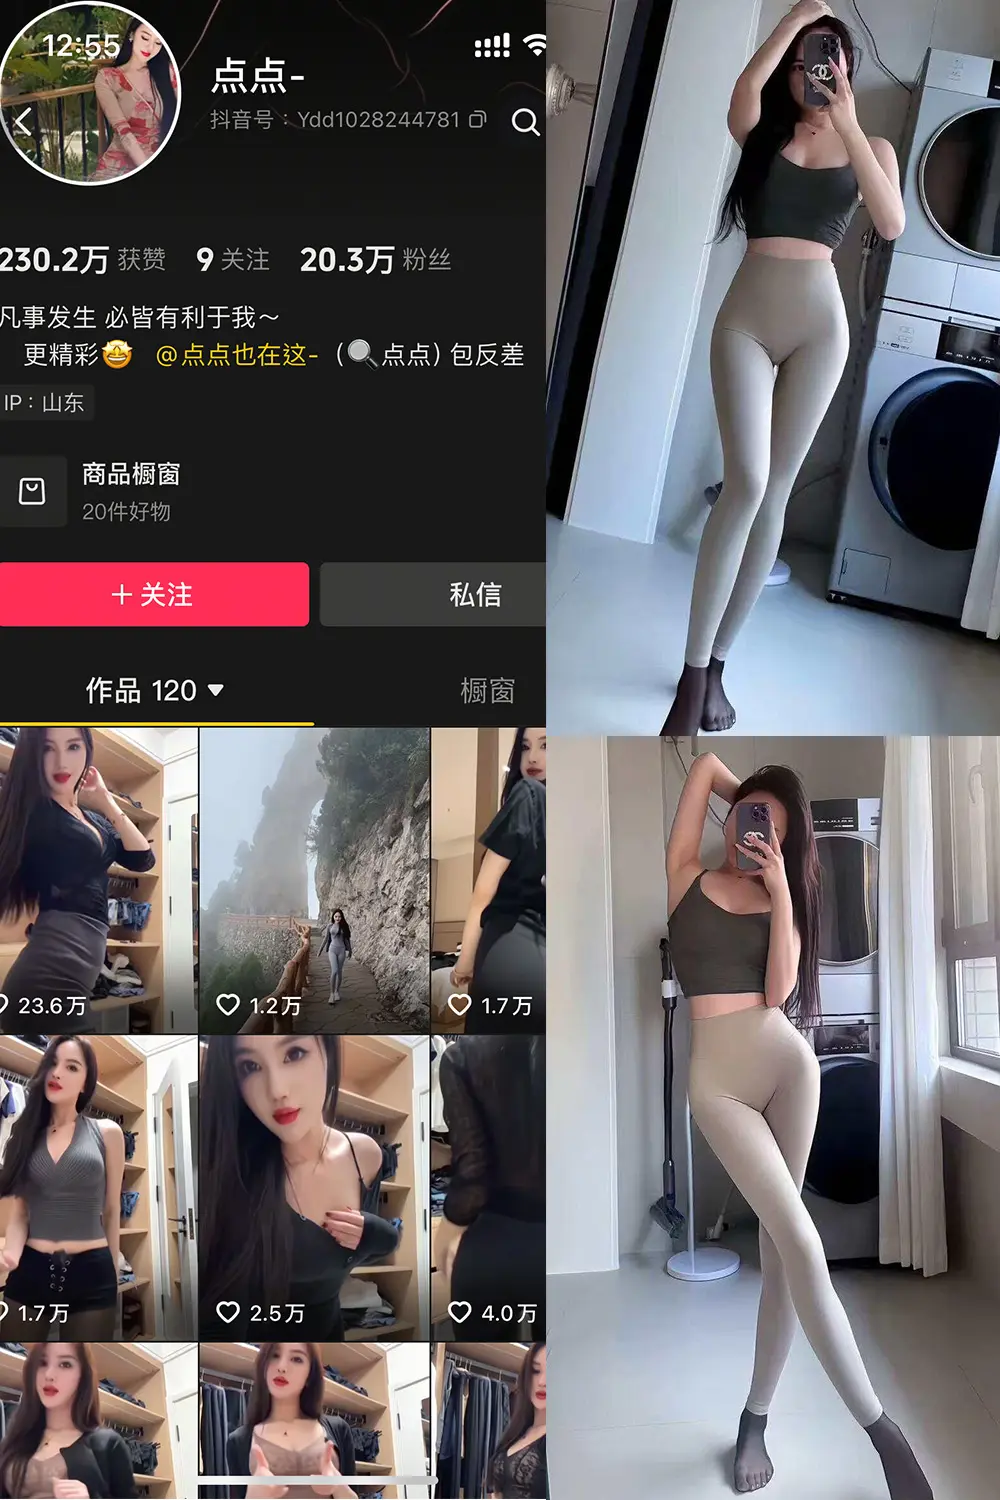 12:55
点点-
抖音号：Ydd1028244781
230.2万 获赞 9 关注 20.3万 粉丝
凡事发生 必皆有利于我～
更精彩🤩 @点点也在这- (🔍点点) 包反差
IP：山东
商品橱窗
20件好物
＋关注
私信
作品 120
橱窗
23.6万
1.2万
1.7万
1.7万
2.5万
4.0万